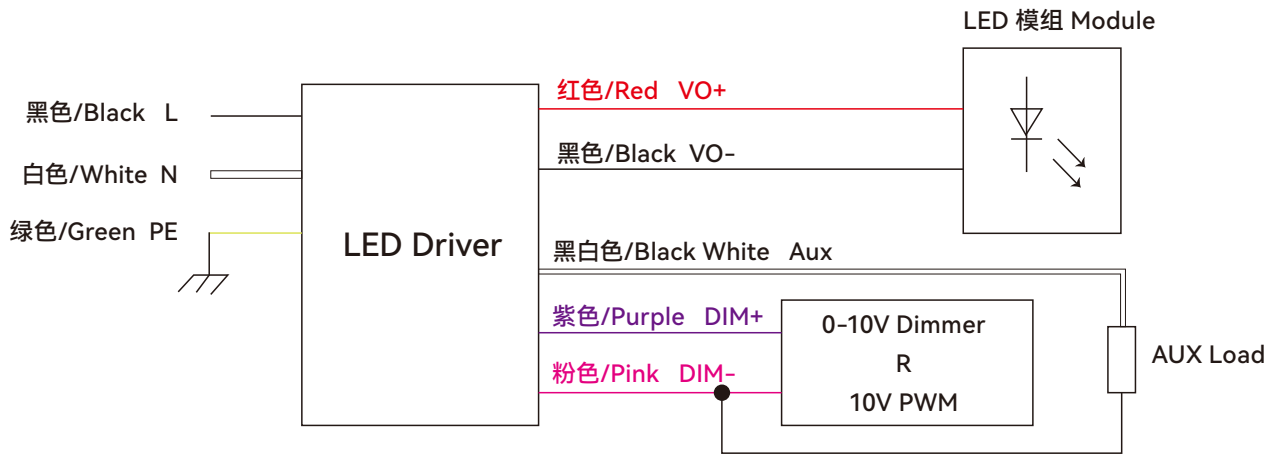 LED 模组 Module
红色/Red VO+
黑色/Black L
黑色/Black VO-
白色/White N
绿色/Green PE
LED Driver
黑白色/Black White Aux
紫色/Purple DIM+
0-10V Dimmer
R
10V PWM
AUX Load
粉色/Pink DIM-